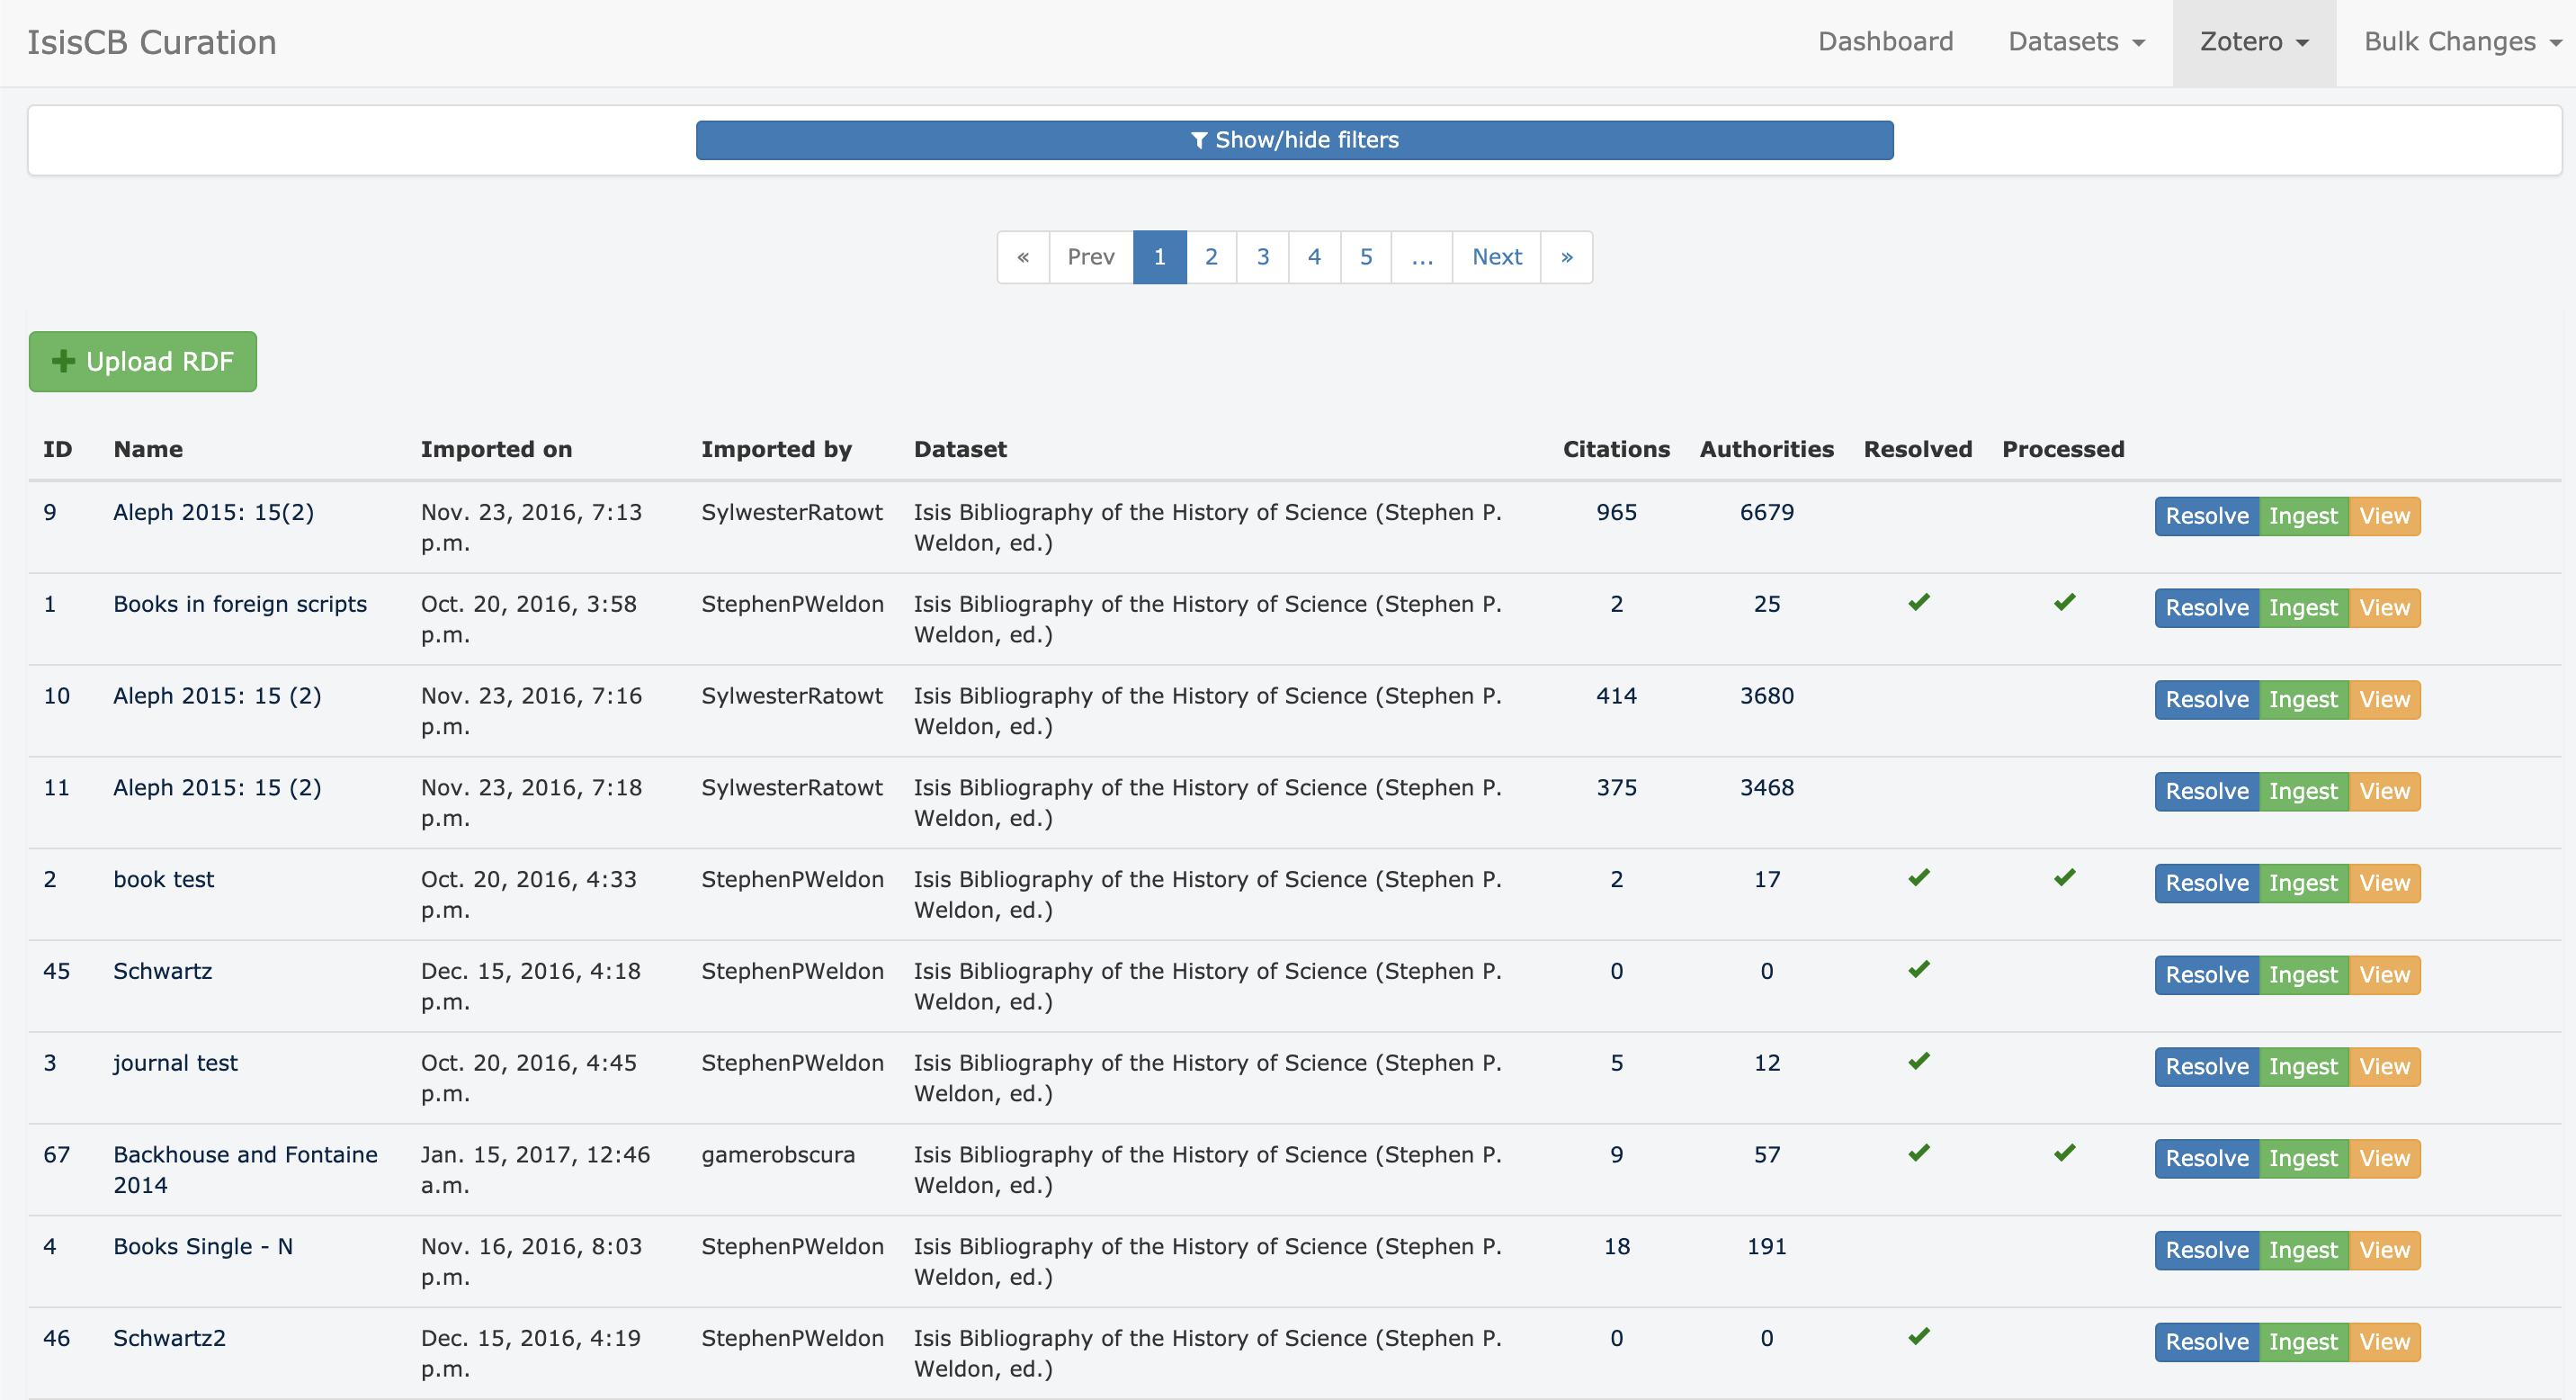 IsisCB Curation
Dashboard Datasets Zotero Bulk Changes
Show/hide filters
« Prev 1 2 3 4 5 ... Next »
Upload RDF
ID Name Imported on Imported by Dataset Citations Authorities Resolved Processed
9 Aleph 2015: 15(2) Nov. 23, 2016, 7:13 SylwesterRatowt Isis Bibliography of the History of Science (Stephen P. 965 6679 Resolve Ingest View
p.m. Weldon, ed.)
1 Books in foreign scripts Oct. 20, 2016, 3:58 StephenPWeldon Isis Bibliography of the History of Science (Stephen P. 2 25 Resolve Ingest View
p.m. Weldon, ed.)
10 Aleph 2015: 15 (2) Nov. 23, 2016, 7:16 SylwesterRatowt Isis Bibliography of the History of Science (Stephen P. 414 3680 Resolve Ingest View
p.m. Weldon, ed.)
11 Aleph 2015: 15 (2) Nov. 23, 2016, 7:18 SylwesterRatowt Isis Bibliography of the History of Science (Stephen P. 375 3468 Resolve Ingest View
p.m. Weldon, ed.)
2 book test Oct. 20, 2016, 4:33 StephenPWeldon Isis Bibliography of the History of Science (Stephen P. 2 17 Resolve Ingest View
p.m. Weldon, ed.)
45 Schwartz Dec. 15, 2016, 4:18 StephenPWeldon Isis Bibliography of the History of Science (Stephen P. 0 0 Resolve Ingest View
p.m. Weldon, ed.)
3 journal test Oct. 20, 2016, 4:45 StephenPWeldon Isis Bibliography of the History of Science (Stephen P. 5 12 Resolve Ingest View
p.m. Weldon, ed.)
67 Backhouse and Fontaine Jan. 15, 2017, 12:46 gamerobscura Isis Bibliography of the History of Science (Stephen P. 9 57 Resolve Ingest View
2014 a.m. Weldon, ed.)
4 Books Single - N Nov. 16, 2016, 8:03 StephenPWeldon Isis Bibliography of the History of Science (Stephen P. 18 191 Resolve Ingest View
p.m. Weldon, ed.)
46 Schwartz2 Dec. 15, 2016, 4:19 StephenPWeldon Isis Bibliography of the History of Science (Stephen P. 0 0 Resolve Ingest View
p.m. Weldon, ed.)